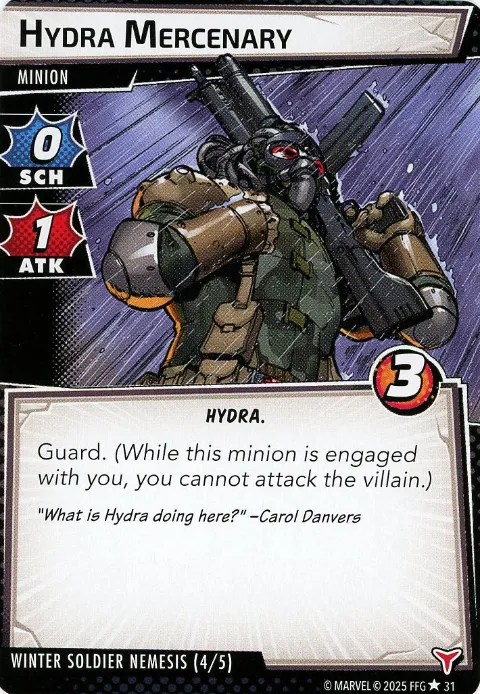 HYDRA MERCENARY
MINION
0
SCH
1
ATK
3
HYDRA.
Guard. (While this minion is engaged
with you, you cannot attack the villain.)
"What is Hydra doing here?" –Carol Danvers
WINTER SOLDIER NEMESIS (4/5)
© MARVEL © 2025 FFG ★ 31